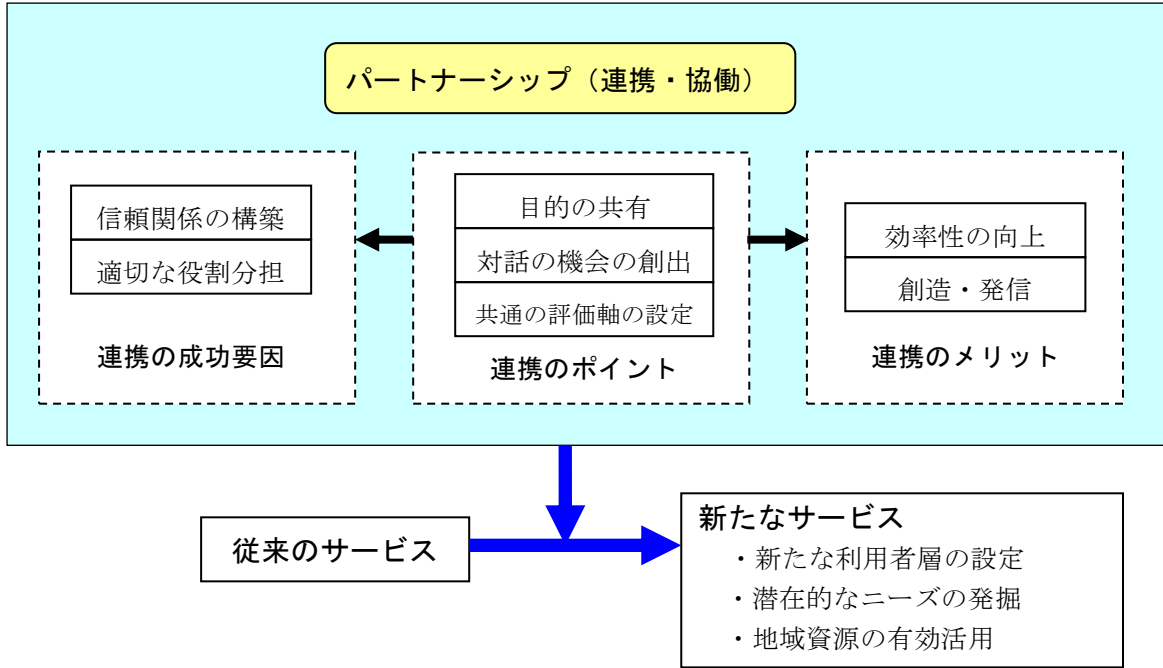 パートナーシップ（連携・協働）
信頼関係の構築
適切な役割分担
連携の成功要因
目的の共有
対話の機会の創出
共通の評価軸の設定
連携のポイント
効率性の向上
創造・発信
連携のメリット
従来のサービス
新たなサービス
・新たな利用者層の設定
・潜在的なニーズの発掘
・地域資源の有効活用